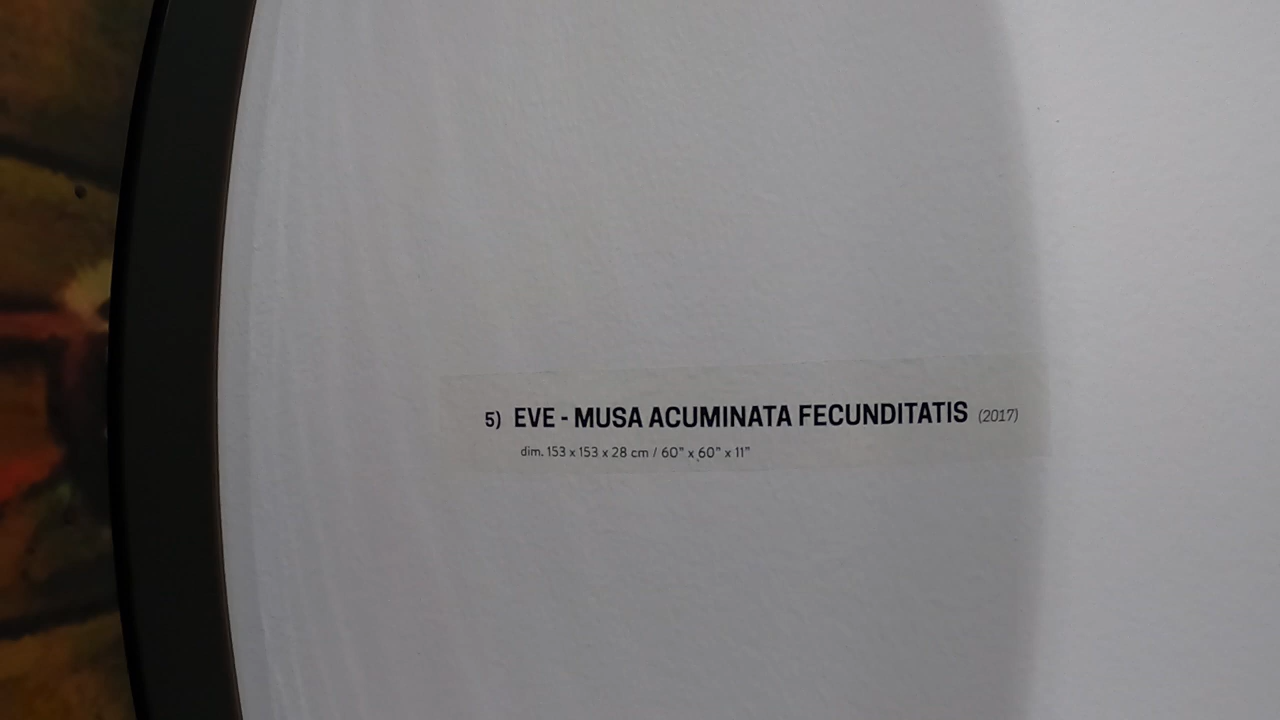 5) EVE - MUSA ACUMINATA FECUNDITATIS (2017)
dim. 153 x 153 x 28 cm / 60” x 60” x 11”